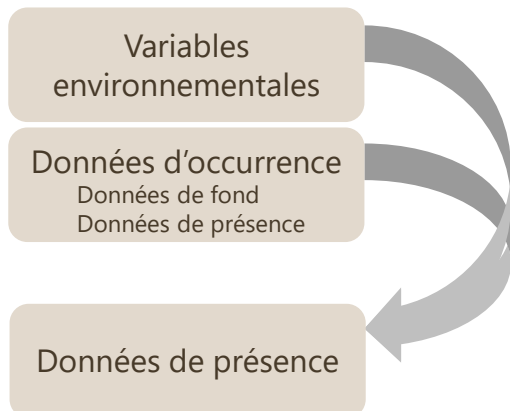 Variables
environnementales
Données d’occurrence
Données de fond
Données de présence
Données de présence